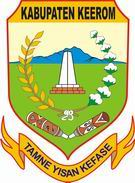 KABUPATEN KEEROM
TAMNE YISAN KEFASE